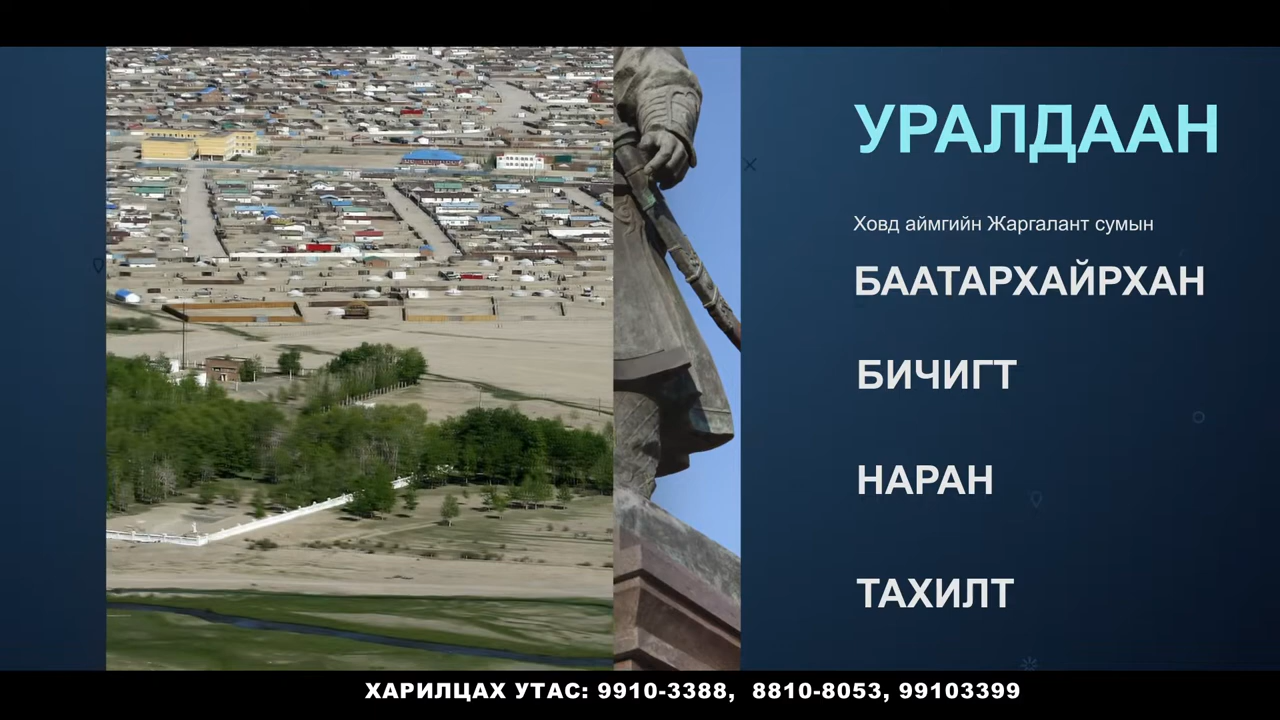 УРАЛДААН
Ховд аймгийн Жаргалант сумын
БААТАРХАЙРХАН
БИЧИГТ
НАРАН
ТАХИЛТ
ХАРИЛЦАХ УТАС: 9910-3388, 8810-8053, 99103399